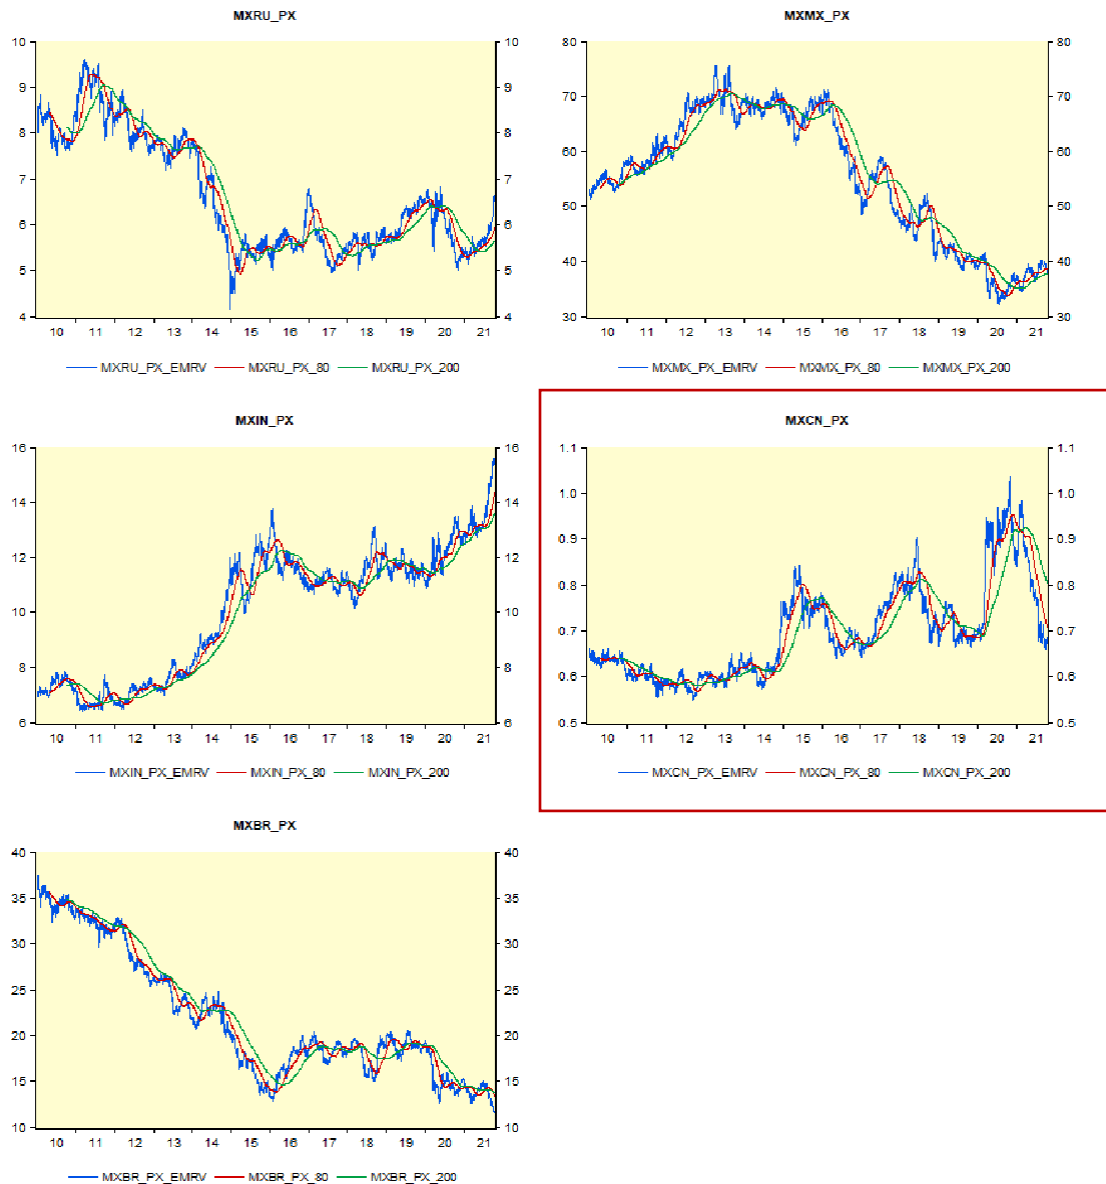 MXRU_PX MXMX_PX
10 10 80 80
9 9 70 70
8 8
7 7 60 60
6 6 50 50
5 5 40 40
4 4 30 30
10 11 12 13 14 15 16 17 18 19 20 21 10 11 12 13 14 15 16 17 18 19 20 21
MXRU_PX_EMRV MXRU_PX_80 MXRU_PX_200 MXMX_PX_EMRV MXMX_PX_80 MXMX_PX_200
MXIN_PX MXCN_PX
16 16 1.1 1.1
14 14 1.0 1.0
0.9 0.9
12 12 0.8 0.8
10 10 0.7 0.7
8 8 0.6 0.6
6 6 0.5 0.5
10 11 12 13 14 15 16 17 18 19 20 21 10 11 12 13 14 15 16 17 18 19 20 21
MXIN_PX_EMRV MXIN_PX_80 MXIN_PX_200 MXCN_PX_EMRV MXCN_PX_80 MXCN_PX_200
MXBR_PX
40 40
35 35
30 30
25 25
20 20
15 15
10 10
10 11 12 13 14 15 16 17 18 19 20 21
MXBR_PX_EMRV MXBR_PX_80 MXBR_PX_200